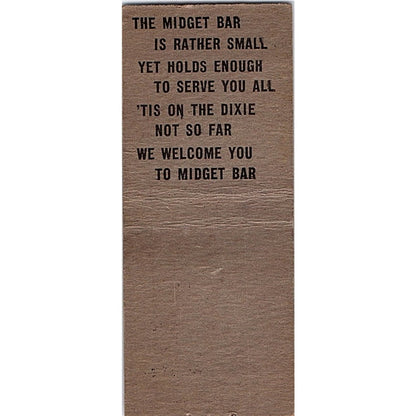 THE MIDGET BAR
IS RATHER SMALL
YET HOLDS ENOUGH
TO SERVE YOU ALL
'TIS ON THE DIXIE
NOT SO FAR
WE WELCOME YOU
TO MIDGET BAR